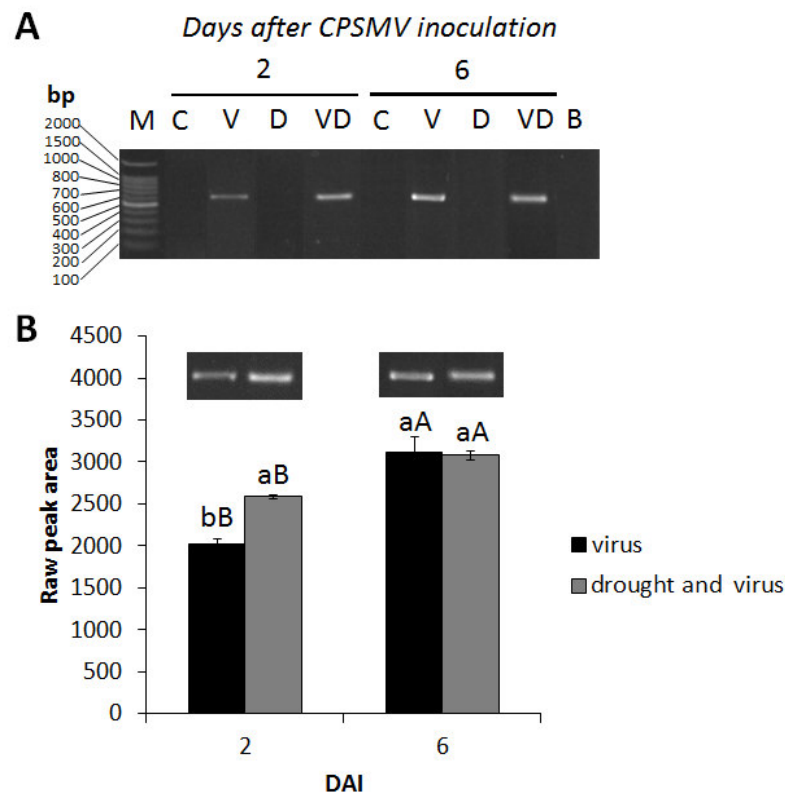 A
Days after CPSMV inoculation
2 6
bp
M C V D VD C V D VD B
2000
1500
1000
800
700
600
500
400
300
200
100
B
4500
4000
3500
3000
2500
2000
1500
1000
500
0
Raw peak area
bB aB aA aA
virus
drought and virus
2 6
DAI